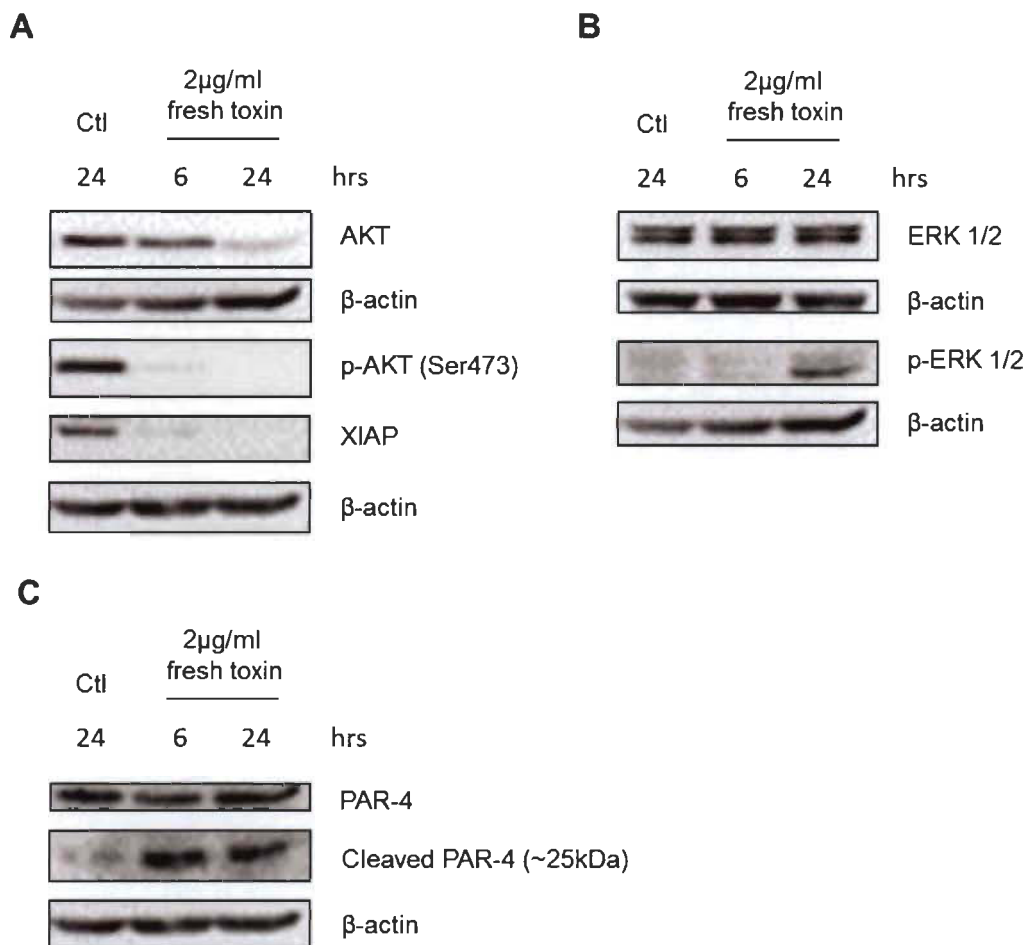 A
2µg/ml
fresh toxin
Ctl
24 6 24 hrs
AKT
β-actin
p-AKT (Ser473)
XIAP
β-actin
B
2µg/ml
fresh toxin
Ctl
24 6 24 hrs
ERK 1/2
β-actin
p-ERK 1/2
β-actin
C
2µg/ml
fresh toxin
Ctl
24 6 24 hrs
PAR-4
Cleaved PAR-4 (~25kDa)
β-actin